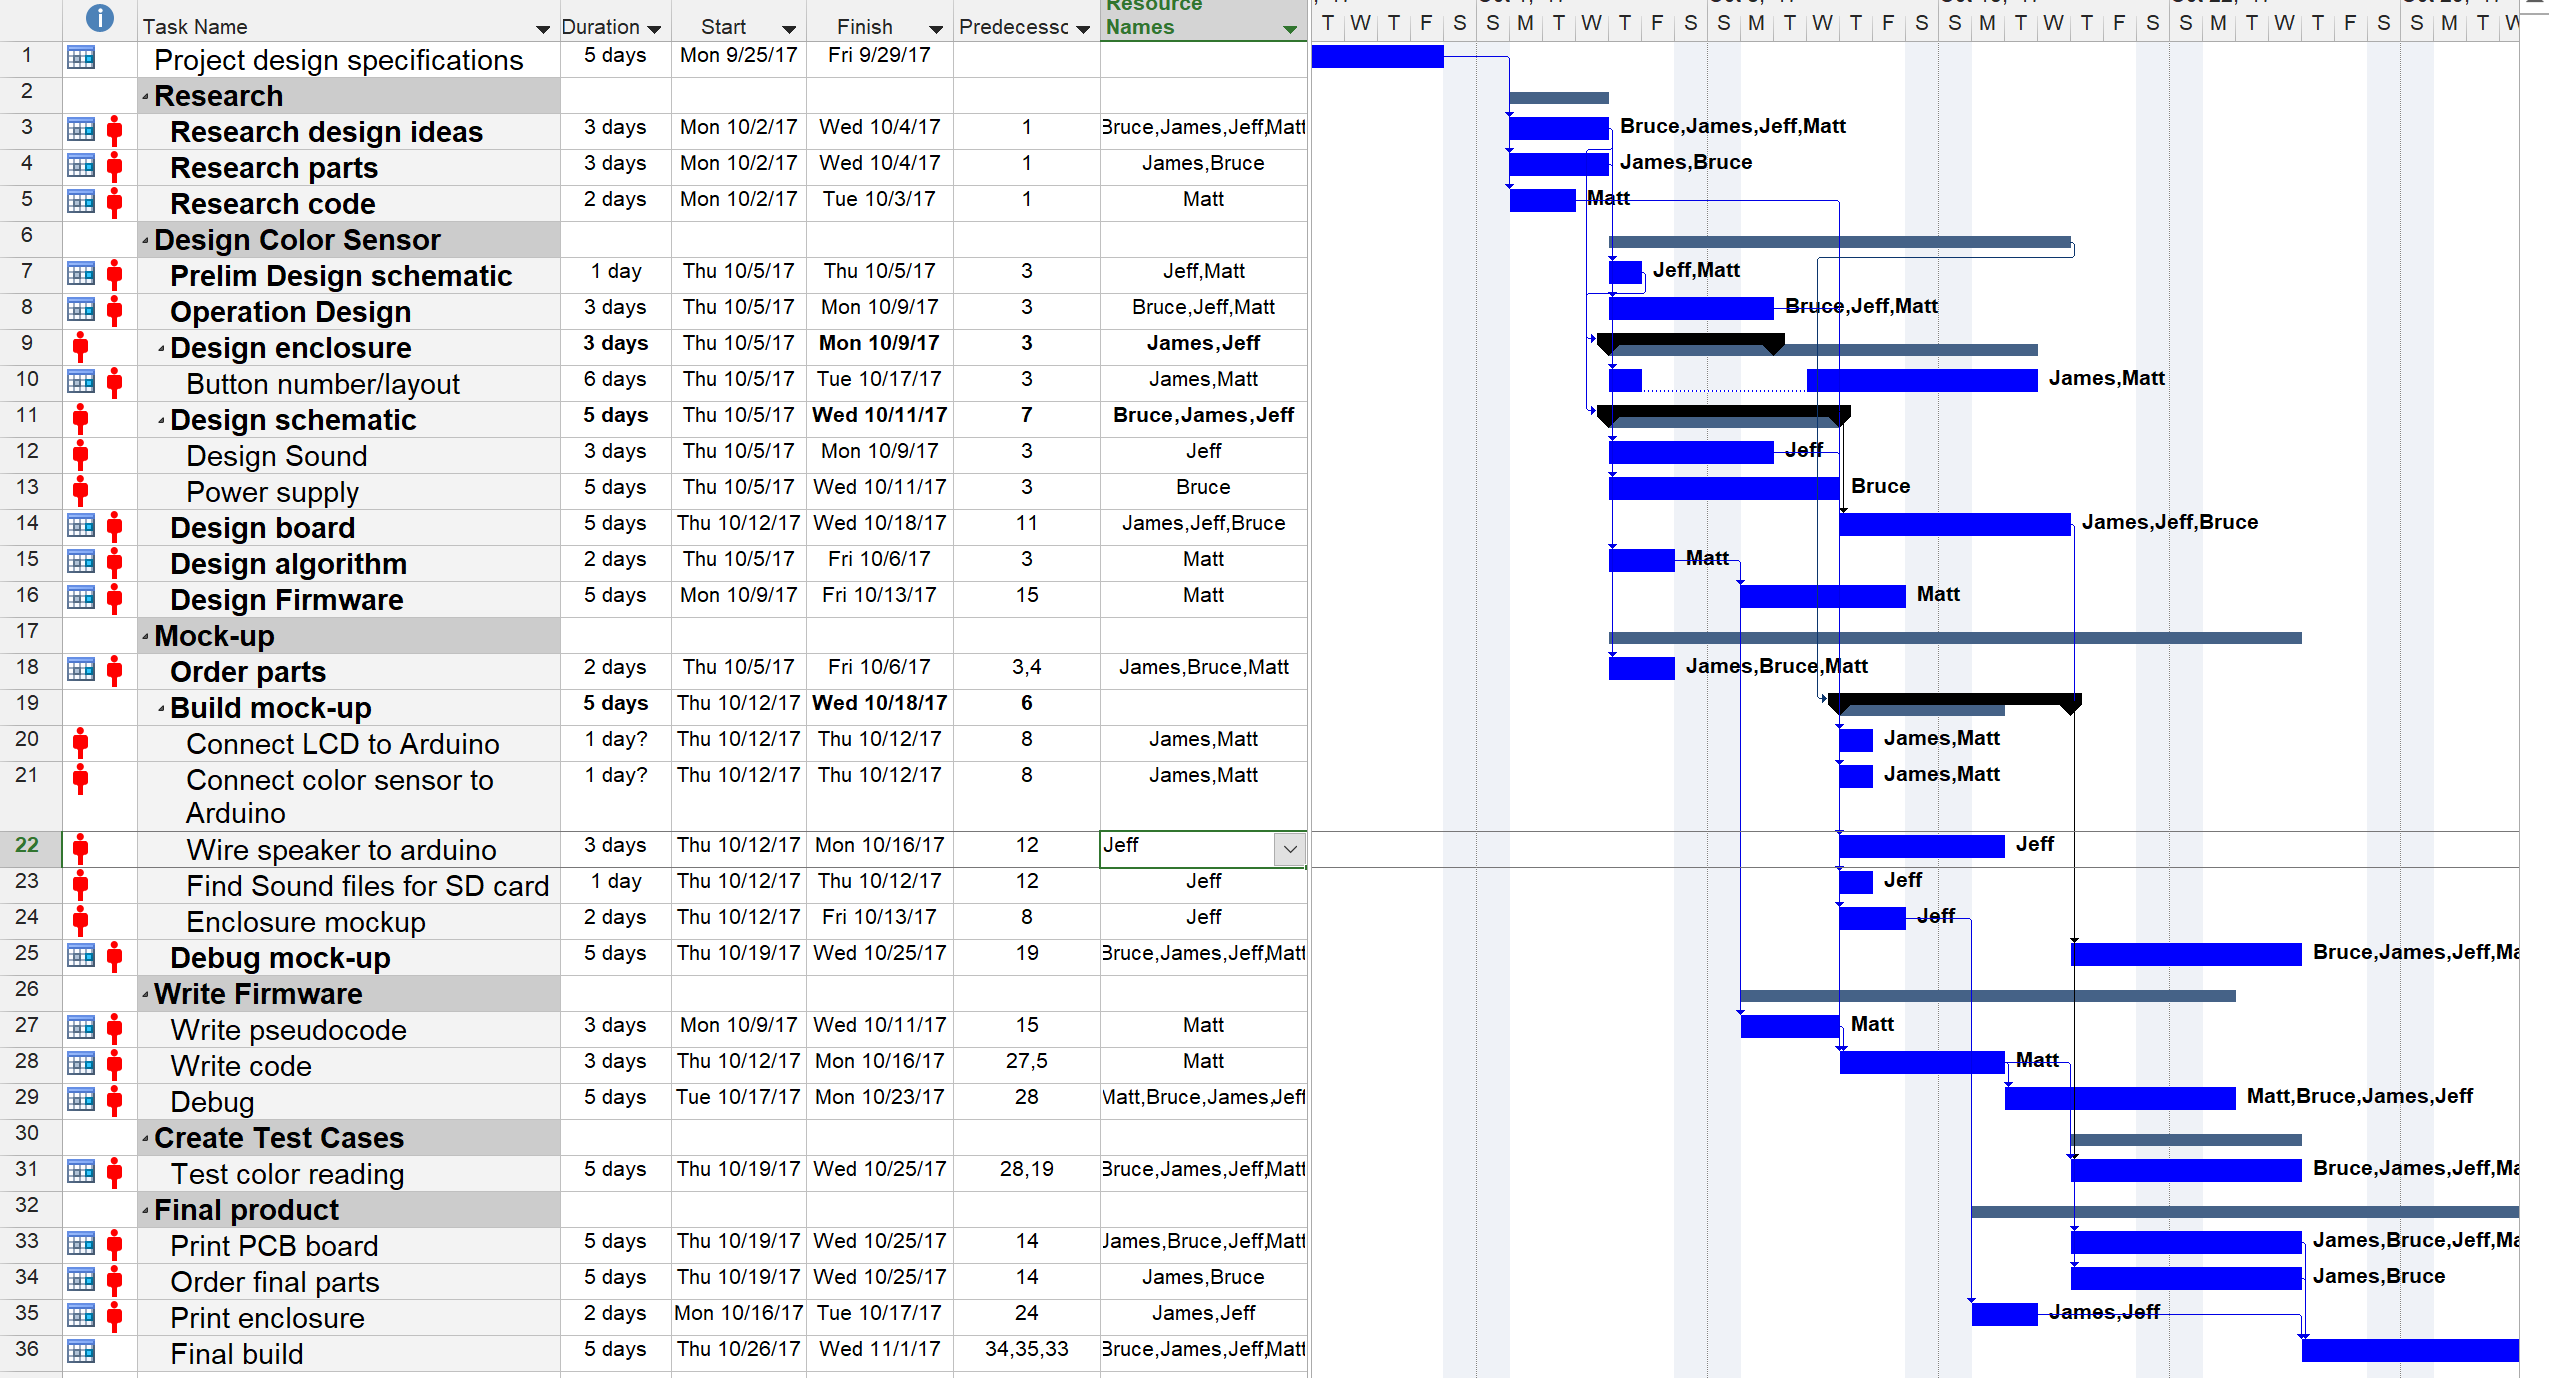 Task Name Duration Start Finish Predecessc Resource Names
T W T F S S M T W T F S S M T W T F S S M T W T F S S M T W T F S S M T W
1 Project design specifications 5 days Mon 9/25/17 Fri 9/29/17
2 Research
3 Research design ideas 3 days Mon 10/2/17 Wed 10/4/17 1 Bruce,James,Jeff,Matt Bruce,James,Jeff,Matt
4 Research parts 3 days Mon 10/2/17 Wed 10/4/17 1 James,Bruce James,Bruce
5 Research code 2 days Mon 10/2/17 Tue 10/3/17 1 Matt Matt
6 Design Color Sensor
7 Prelim Design schematic 1 day Thu 10/5/17 Thu 10/5/17 3 Jeff,Matt Jeff,Matt
8 Operation Design 3 days Thu 10/5/17 Mon 10/9/17 3 Bruce,Jeff,Matt Bruce,Jeff,Matt
9 Design enclosure 3 days Thu 10/5/17 Mon 10/9/17 3 James,Jeff
10 Button number/layout 6 days Thu 10/5/17 Tue 10/17/17 3 James,Matt James,Matt
11 Design schematic 5 days Thu 10/5/17 Wed 10/11/17 7 Bruce,James,Jeff
12 Design Sound 3 days Thu 10/5/17 Mon 10/9/17 3 Jeff Jeff
13 Power supply 5 days Thu 10/5/17 Wed 10/11/17 3 Bruce Bruce
14 Design board 5 days Thu 10/12/17 Wed 10/18/17 11 James,Jeff,Bruce James,Jeff,Bruce
15 Design algorithm 2 days Thu 10/5/17 Fri 10/6/17 3 Matt Matt
16 Design Firmware 5 days Mon 10/9/17 Fri 10/13/17 15 Matt Matt
17 Mock-up
18 Order parts 2 days Thu 10/5/17 Fri 10/6/17 3,4 James,Bruce,Matt James,Bruce,Matt
19 Build mock-up 5 days Thu 10/12/17 Wed 10/18/17 6
20 Connect LCD to Arduino 1 day? Thu 10/12/17 Thu 10/12/17 8 James,Matt James,Matt
21 Connect color sensor to 1 day? Thu 10/12/17 Thu 10/12/17 8 James,Matt James,Matt
Arduino
22 Wire speaker to arduino 3 days Thu 10/12/17 Mon 10/16/17 12 Jeff Jeff
23 Find Sound files for SD card 1 day Thu 10/12/17 Thu 10/12/17 12 Jeff Jeff
24 Enclosure mockup 2 days Thu 10/12/17 Fri 10/13/17 8 Jeff Jeff
25 Debug mock-up 5 days Thu 10/19/17 Wed 10/25/17 19 Bruce,James,Jeff,Matt Bruce,James,Jeff,Ma
26 Write Firmware
27 Write pseudocode 3 days Mon 10/9/17 Wed 10/11/17 15 Matt Matt
28 Write code 3 days Thu 10/12/17 Mon 10/16/17 27,5 Matt Matt
29 Debug 5 days Tue 10/17/17 Mon 10/23/17 28 Matt,Bruce,James,Jeff Matt,Bruce,James,Jeff
30 Create Test Cases
31 Test color reading 5 days Thu 10/19/17 Wed 10/25/17 28,19 Bruce,James,Jeff,Matt Bruce,James,Jeff,Ma
32 Final product
33 Print PCB board 5 days Thu 10/19/17 Wed 10/25/17 14 James,Bruce,Jeff,Matt James,Bruce,Jeff,Ma
34 Order final parts 5 days Thu 10/19/17 Wed 10/25/17 14 James,Bruce James,Bruce
35 Print enclosure 2 days Mon 10/16/17 Tue 10/17/17 24 James,Jeff James,Jeff
36 Final build 5 days Thu 10/26/17 Wed 11/1/17 34,35,33 Bruce,James,Jeff,Matt